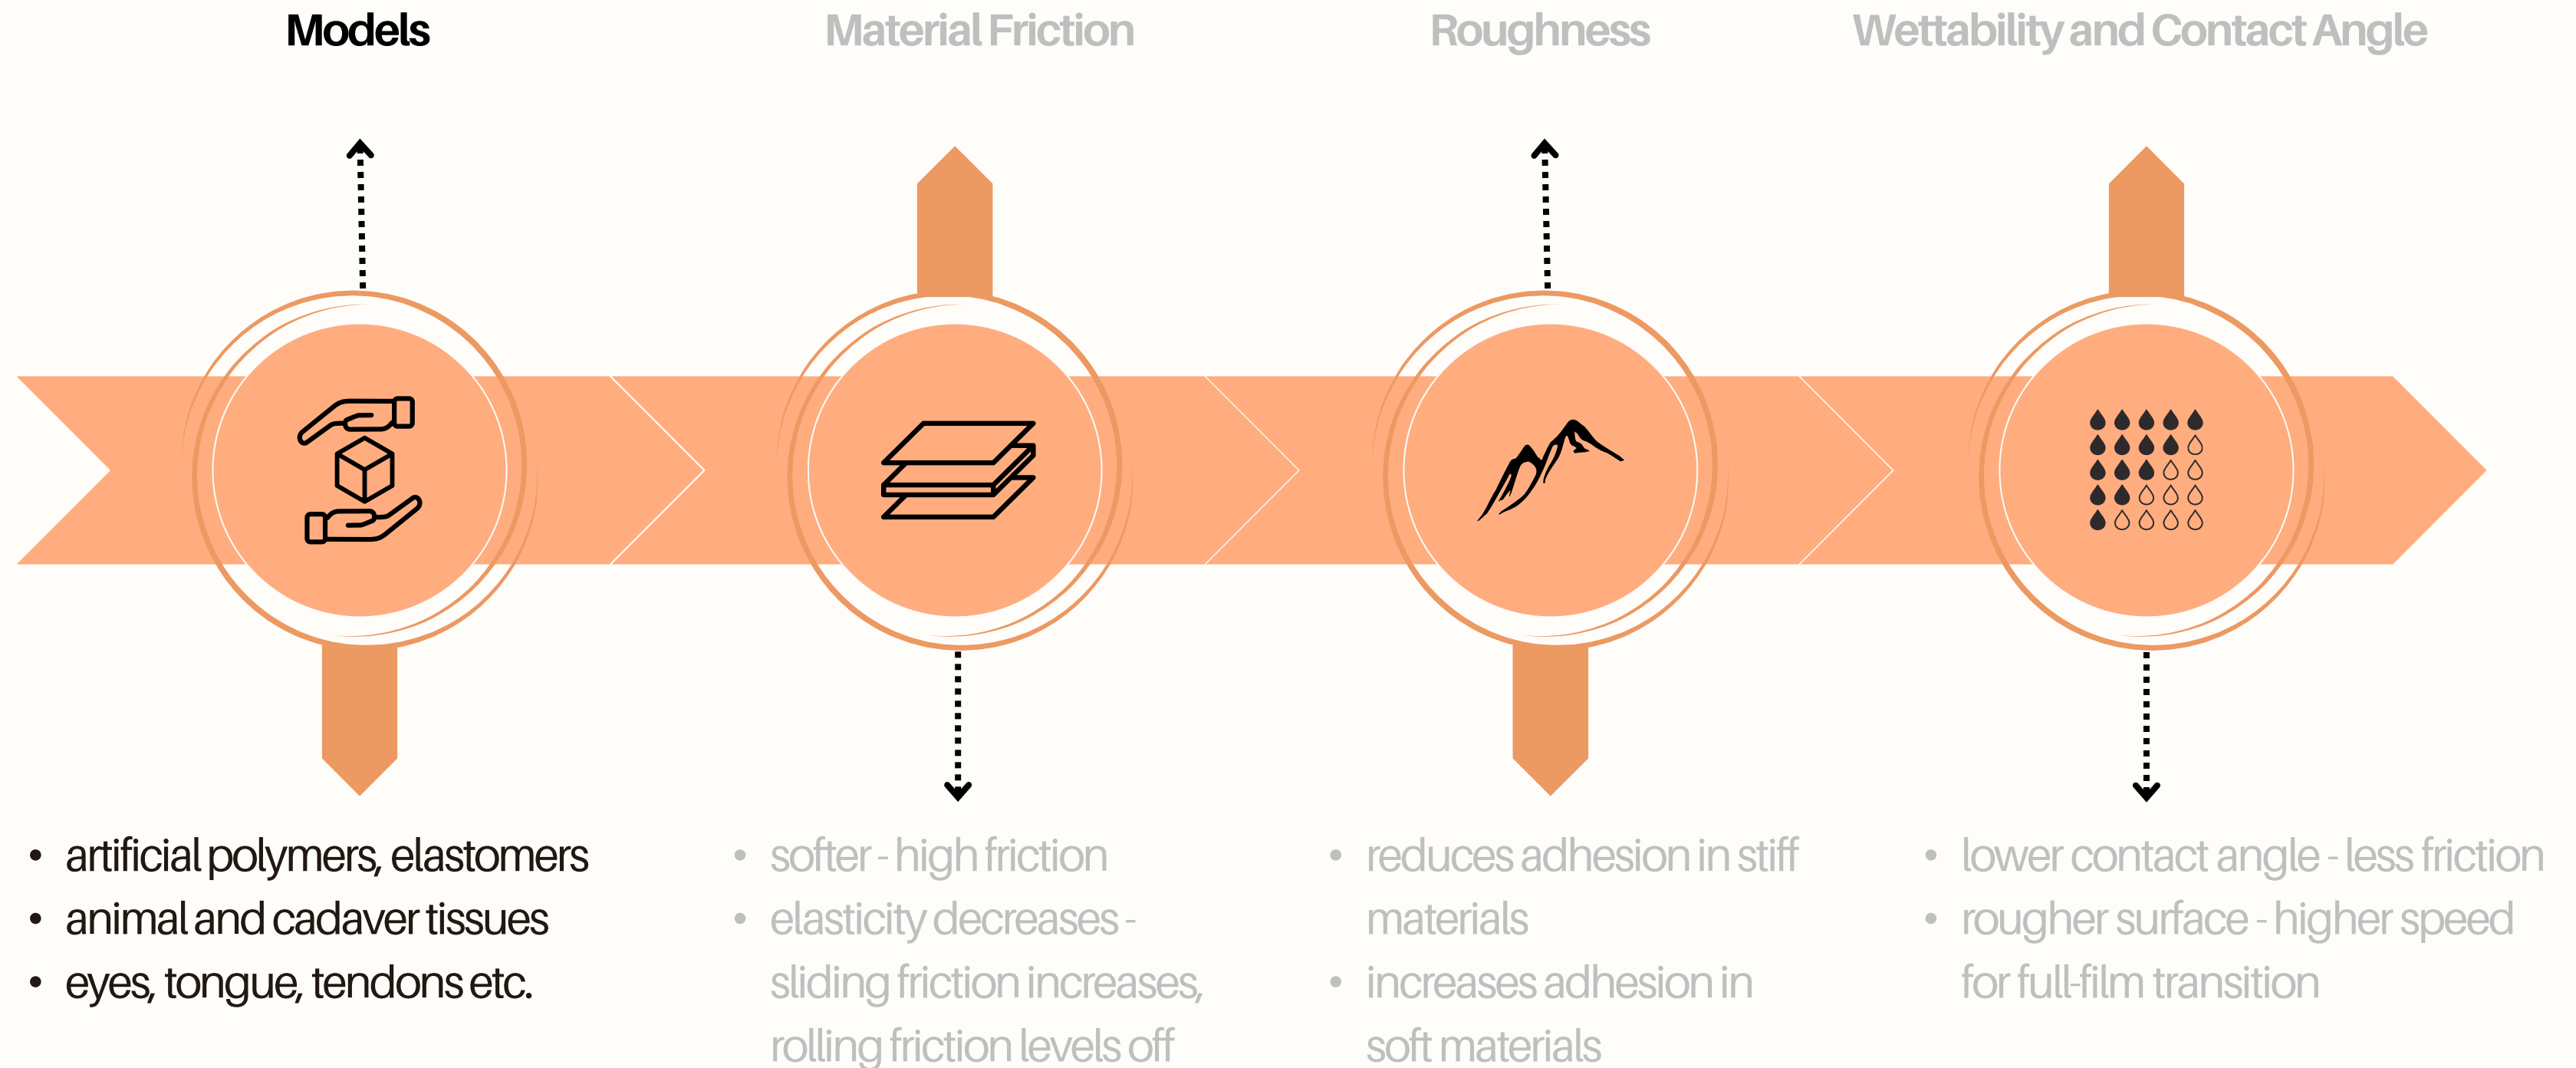 Models
Material Friction
Roughness
Wettability and Contact Angle
• artificial polymers, elastomers
• animal and cadaver tissues
• eyes, tongue, tendons etc.
• softer - high friction
• elasticity decreases -
sliding friction increases,
rolling friction levels off
• reduces adhesion in stiff
materials
• increases adhesion in
soft materials
• lower contact angle - less friction
• rougher surface - higher speed
for full-film transition